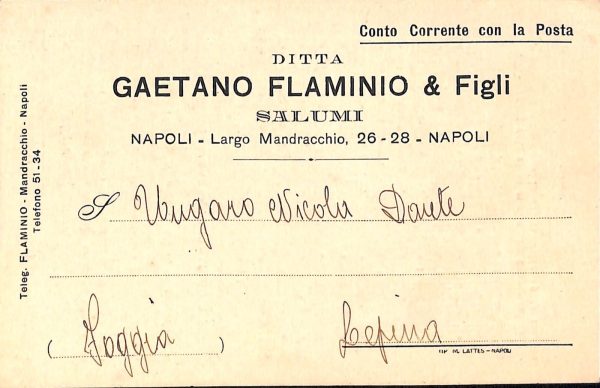 Conto Corrente con la Posta
DITTA
GAETANO FLAMINIO & Figli
SALUMI
NAPOLI - Largo Mandracchio, 26-28 - NAPOLI
S Ungaro Nicola Dante
(Foggia) Lesina
TIP. M. LATTES - NAPOLI
Teleg. FLAMINIO - Mandracchio - Napoli
Telefono 51-34